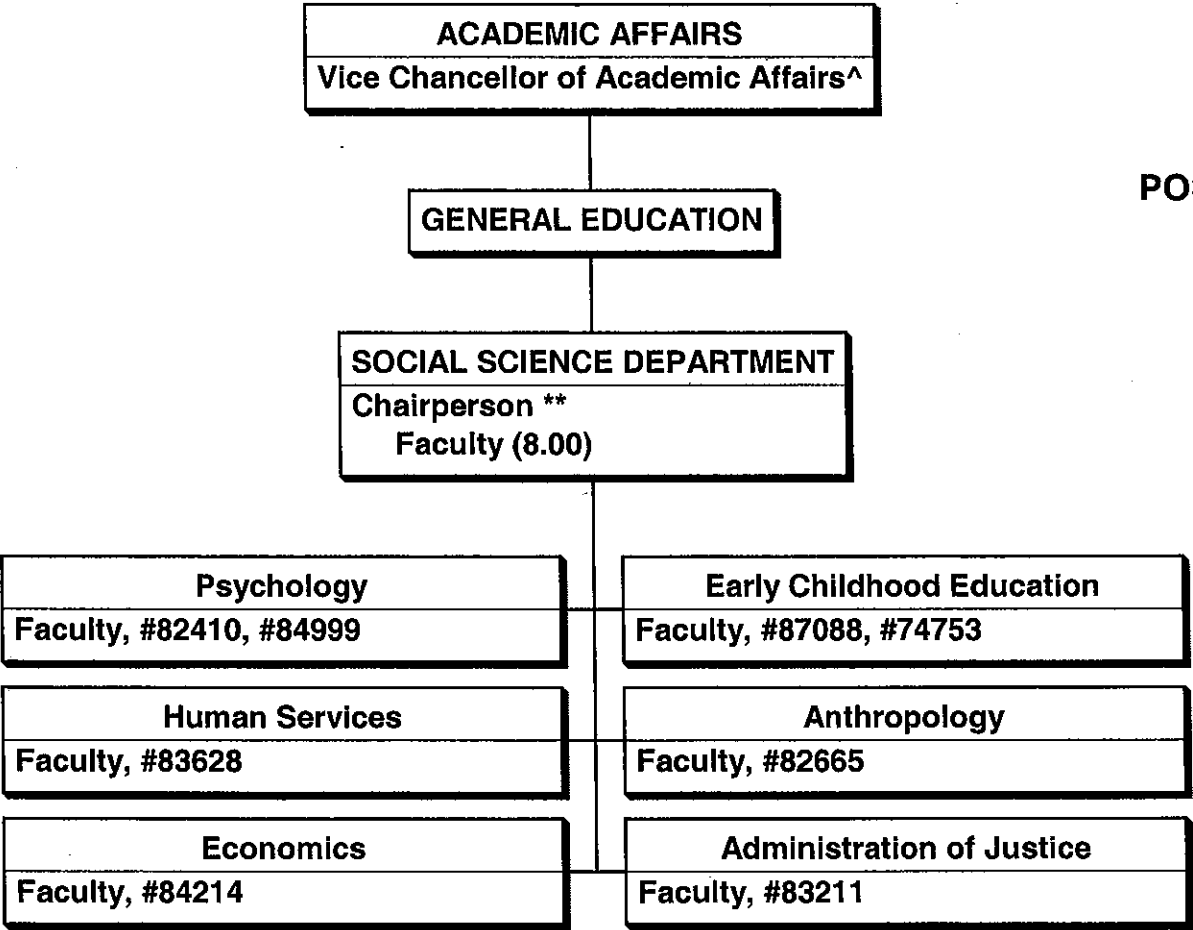 ACADEMIC AFFAIRS
Vice Chancellor of Academic Affairs^
GENERAL EDUCATION
SOCIAL SCIENCE DEPARTMENT
Chairperson **
Faculty (8.00)
Psychology
Faculty, #82410, #84999
Early Childhood Education
Faculty, #87088, #74753
Human Services
Faculty, #83628
Anthropology
Faculty, #82665
Economics
Faculty, #84214
Administration of Justice
Faculty, #83211